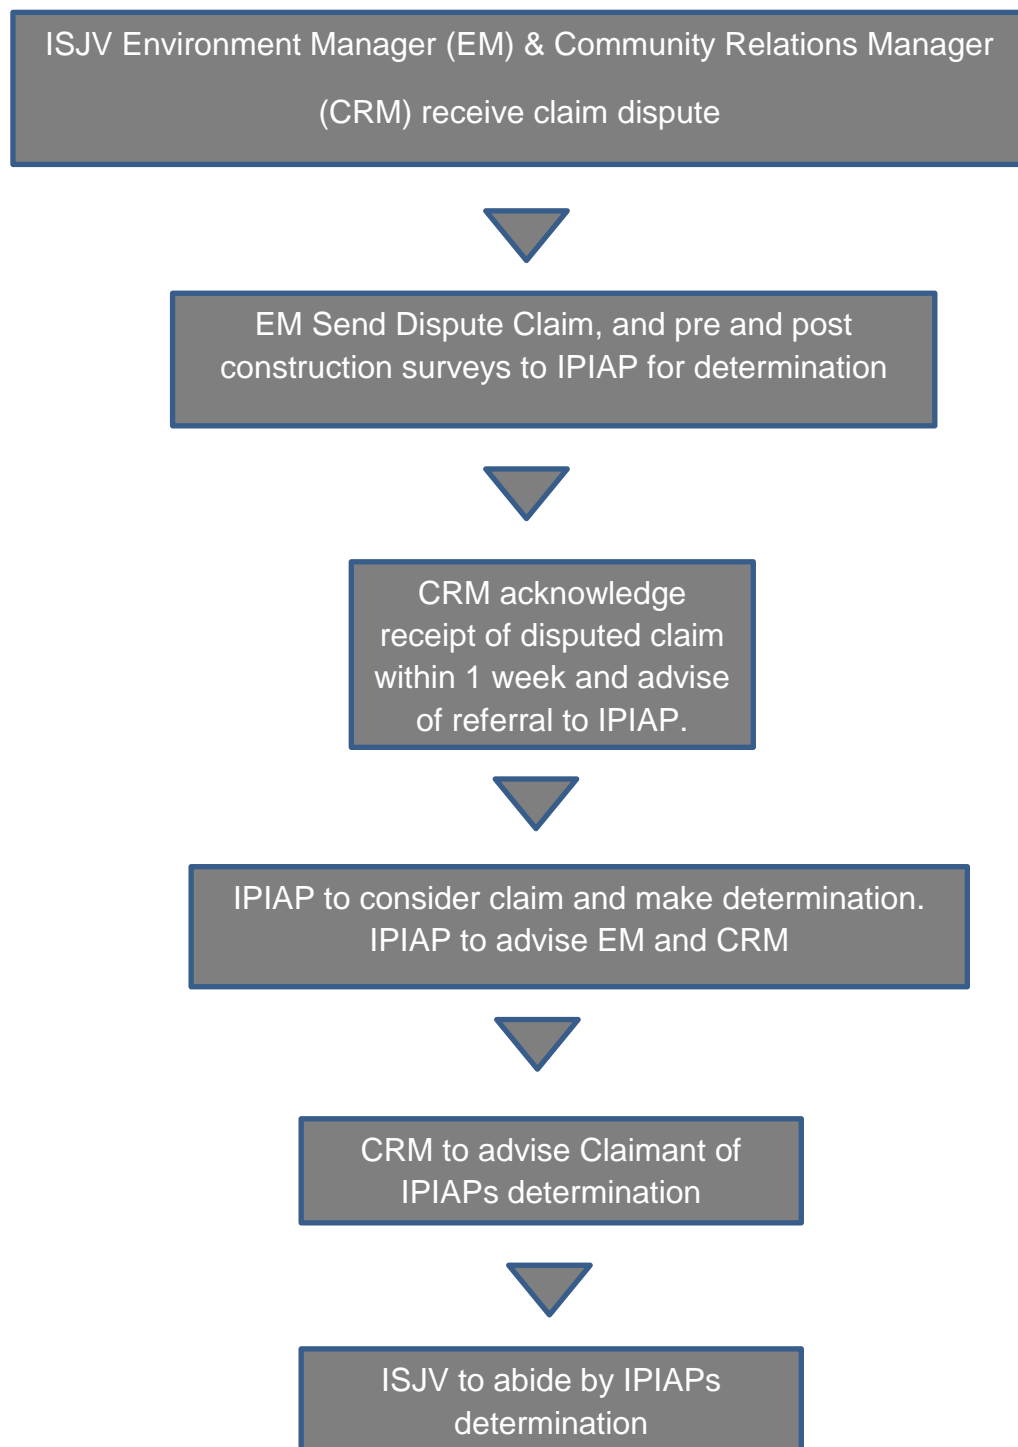 ISJV Environment Manager (EM) & Community Relations Manager
(CRM) receive claim dispute
EM Send Dispute Claim, and pre and post
construction surveys to IPIAP for determination
CRM acknowledge
receipt of disputed claim
within 1 week and advise
of referral to IPIAP.
IPIAP to consider claim and make determination.
IPIAP to advise EM and CRM
CRM to advise Claimant of
IPIAPs determination
ISJV to abide by IPIAPs
determination